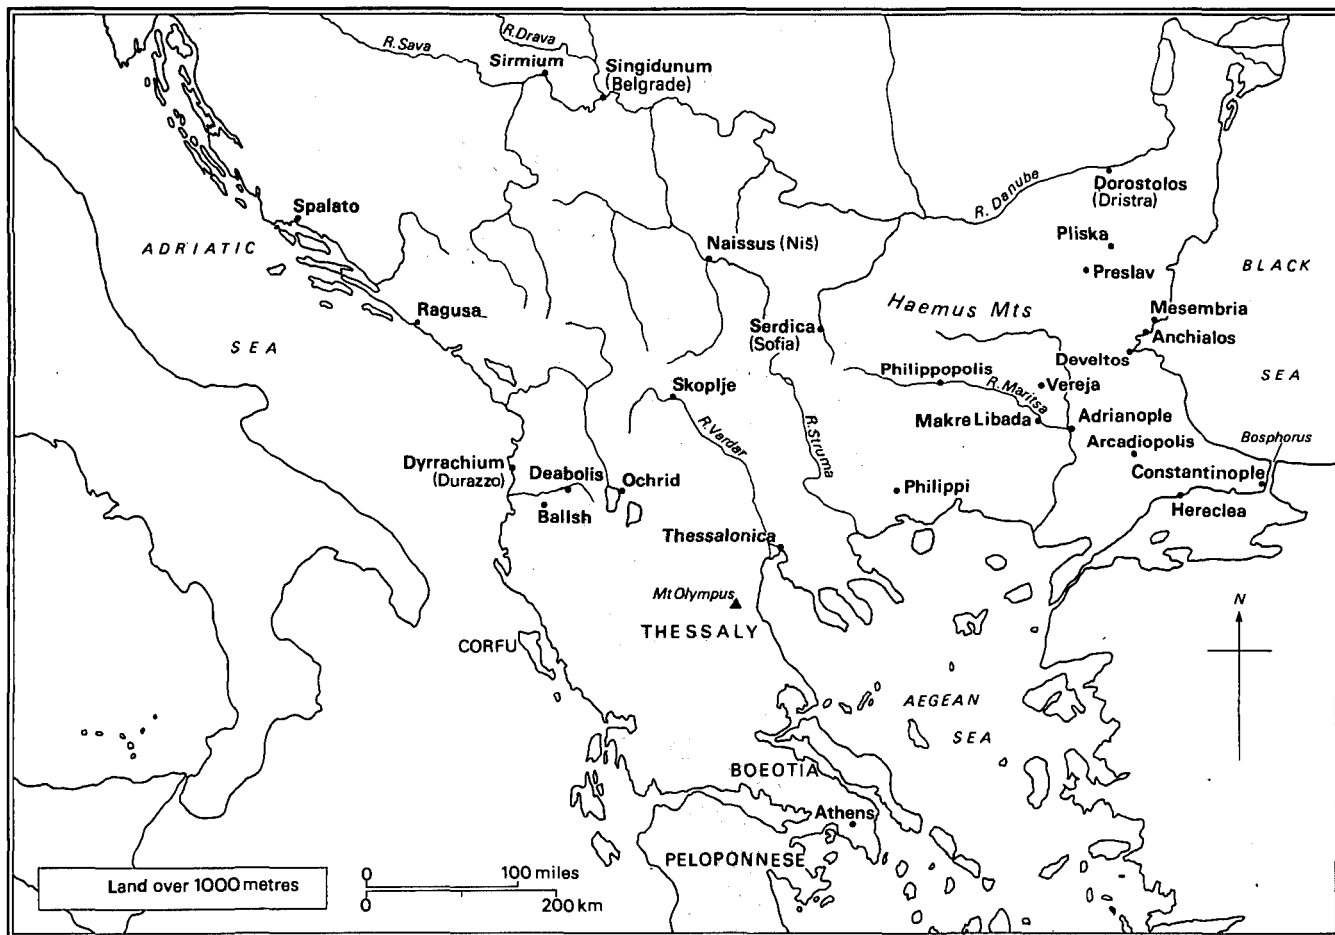 R. Sava
R. Drava
Sirmium
Singidunum
(Belgrade)
R. Danube
Dorostolos
(Dristra)
Spalato
ADRIATIC
SEA
Naissus (Niš)
Pliska
Preslav
BLACK
SEA
Ragusa
Haemus Mts
Mesembria
Anchialos
Serdica
(Sofia)
Develtos
Philippopolis
R. Maritsa
Vereja
Skoplje
Makre Libada
Adrianople
R. Vardar
R. Struma
Arcadiopolis
Bosphorus
Dyrrachium
(Durazzo)
Deabolis
Ochrid
Constantinople
Ballsh
Philippi
Hereclea
Thessalonica
Mt Olympus
THESSALY
N
CORFU
AEGEAN
SEA
BOEOTIA
Athens
PELOPONNESE
Land over 1000 metres
0 100 miles
0 200 km